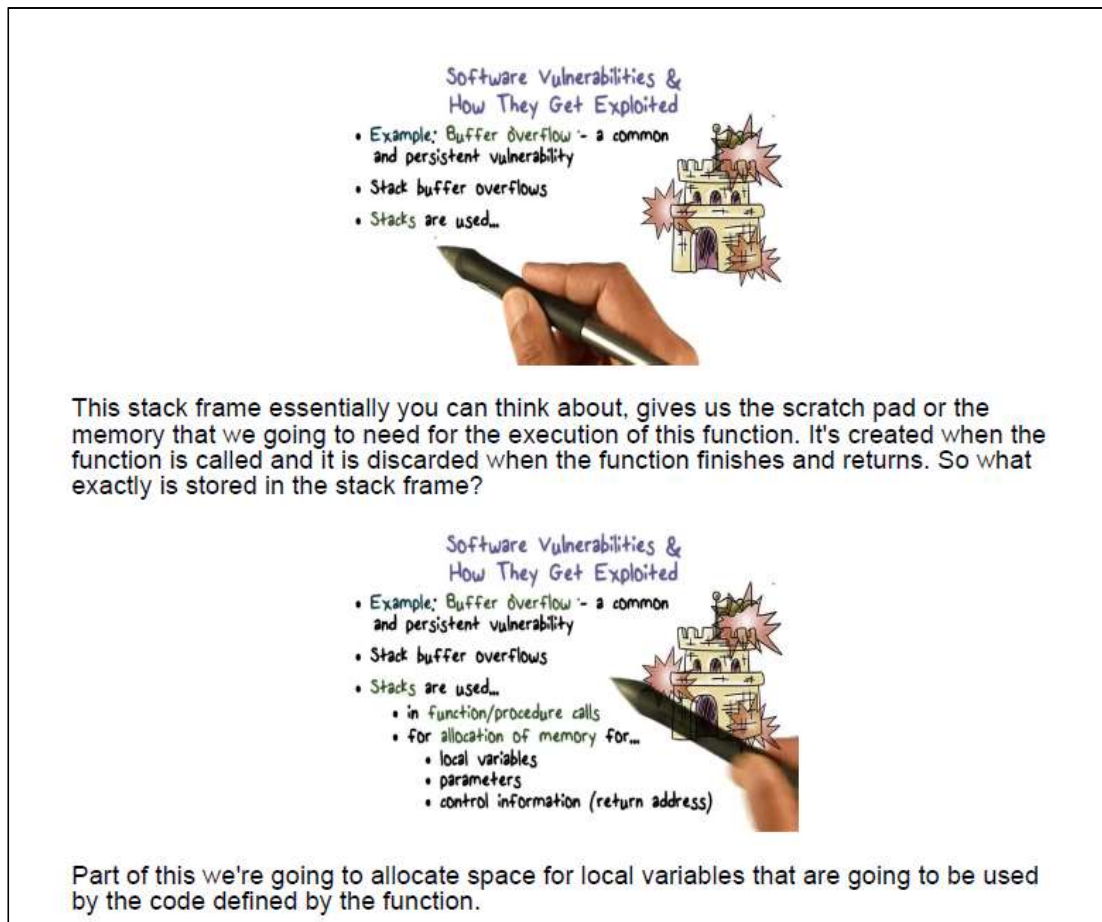 Software Vulnerabilities &
How They Get Exploited
• Example: Buffer overflow - a common
and persistent vulnerability
• Stack buffer overflows
• Stacks are used...
This stack frame essentially you can think about, gives us the scratch pad or the
memory that we going to need for the execution of this function. It's created when the
function is called and it is discarded when the function finishes and returns. So what
exactly is stored in the stack frame?
Software Vulnerabilities &
How They Get Exploited
• Example: Buffer overflow - a common
and persistent vulnerability
• Stack buffer overflows
• Stacks are used...
• in function/procedure calls
• for allocation of memory for...
• local variables
• parameters
• control information (return address)
Part of this we're going to allocate space for local variables that are going to be used
by the code defined by the function.